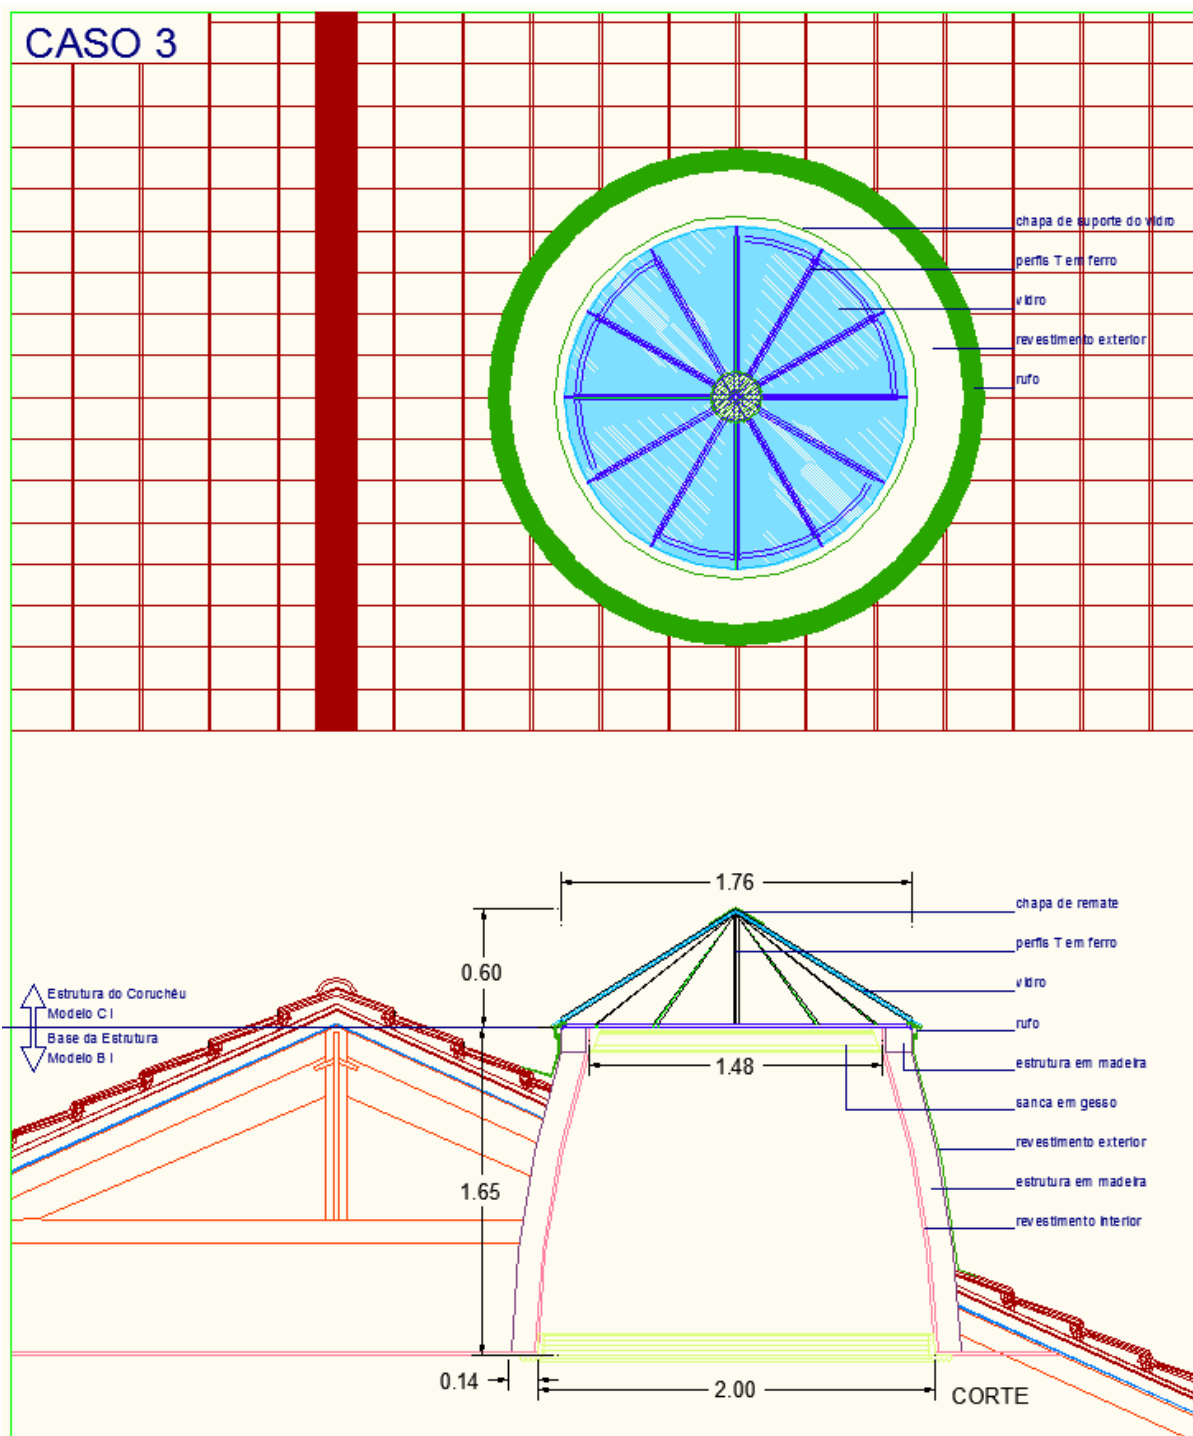 CASO 3
chapa de suporte do vidro
perfis T em ferro
vidro
revestimento exterior
rufo
1.76
chapa de remate
perfis T em ferro
0.60
vidro
Estrutura do Coruchéu
Modelo C I
rufo
Base da Estrutura
Modelo B I
1.48
estrutura em madeira
sanca em gesso
revestimento exterior
1.65
estrutura em madeira
revestimento interior
0.14
2.00
CORTE